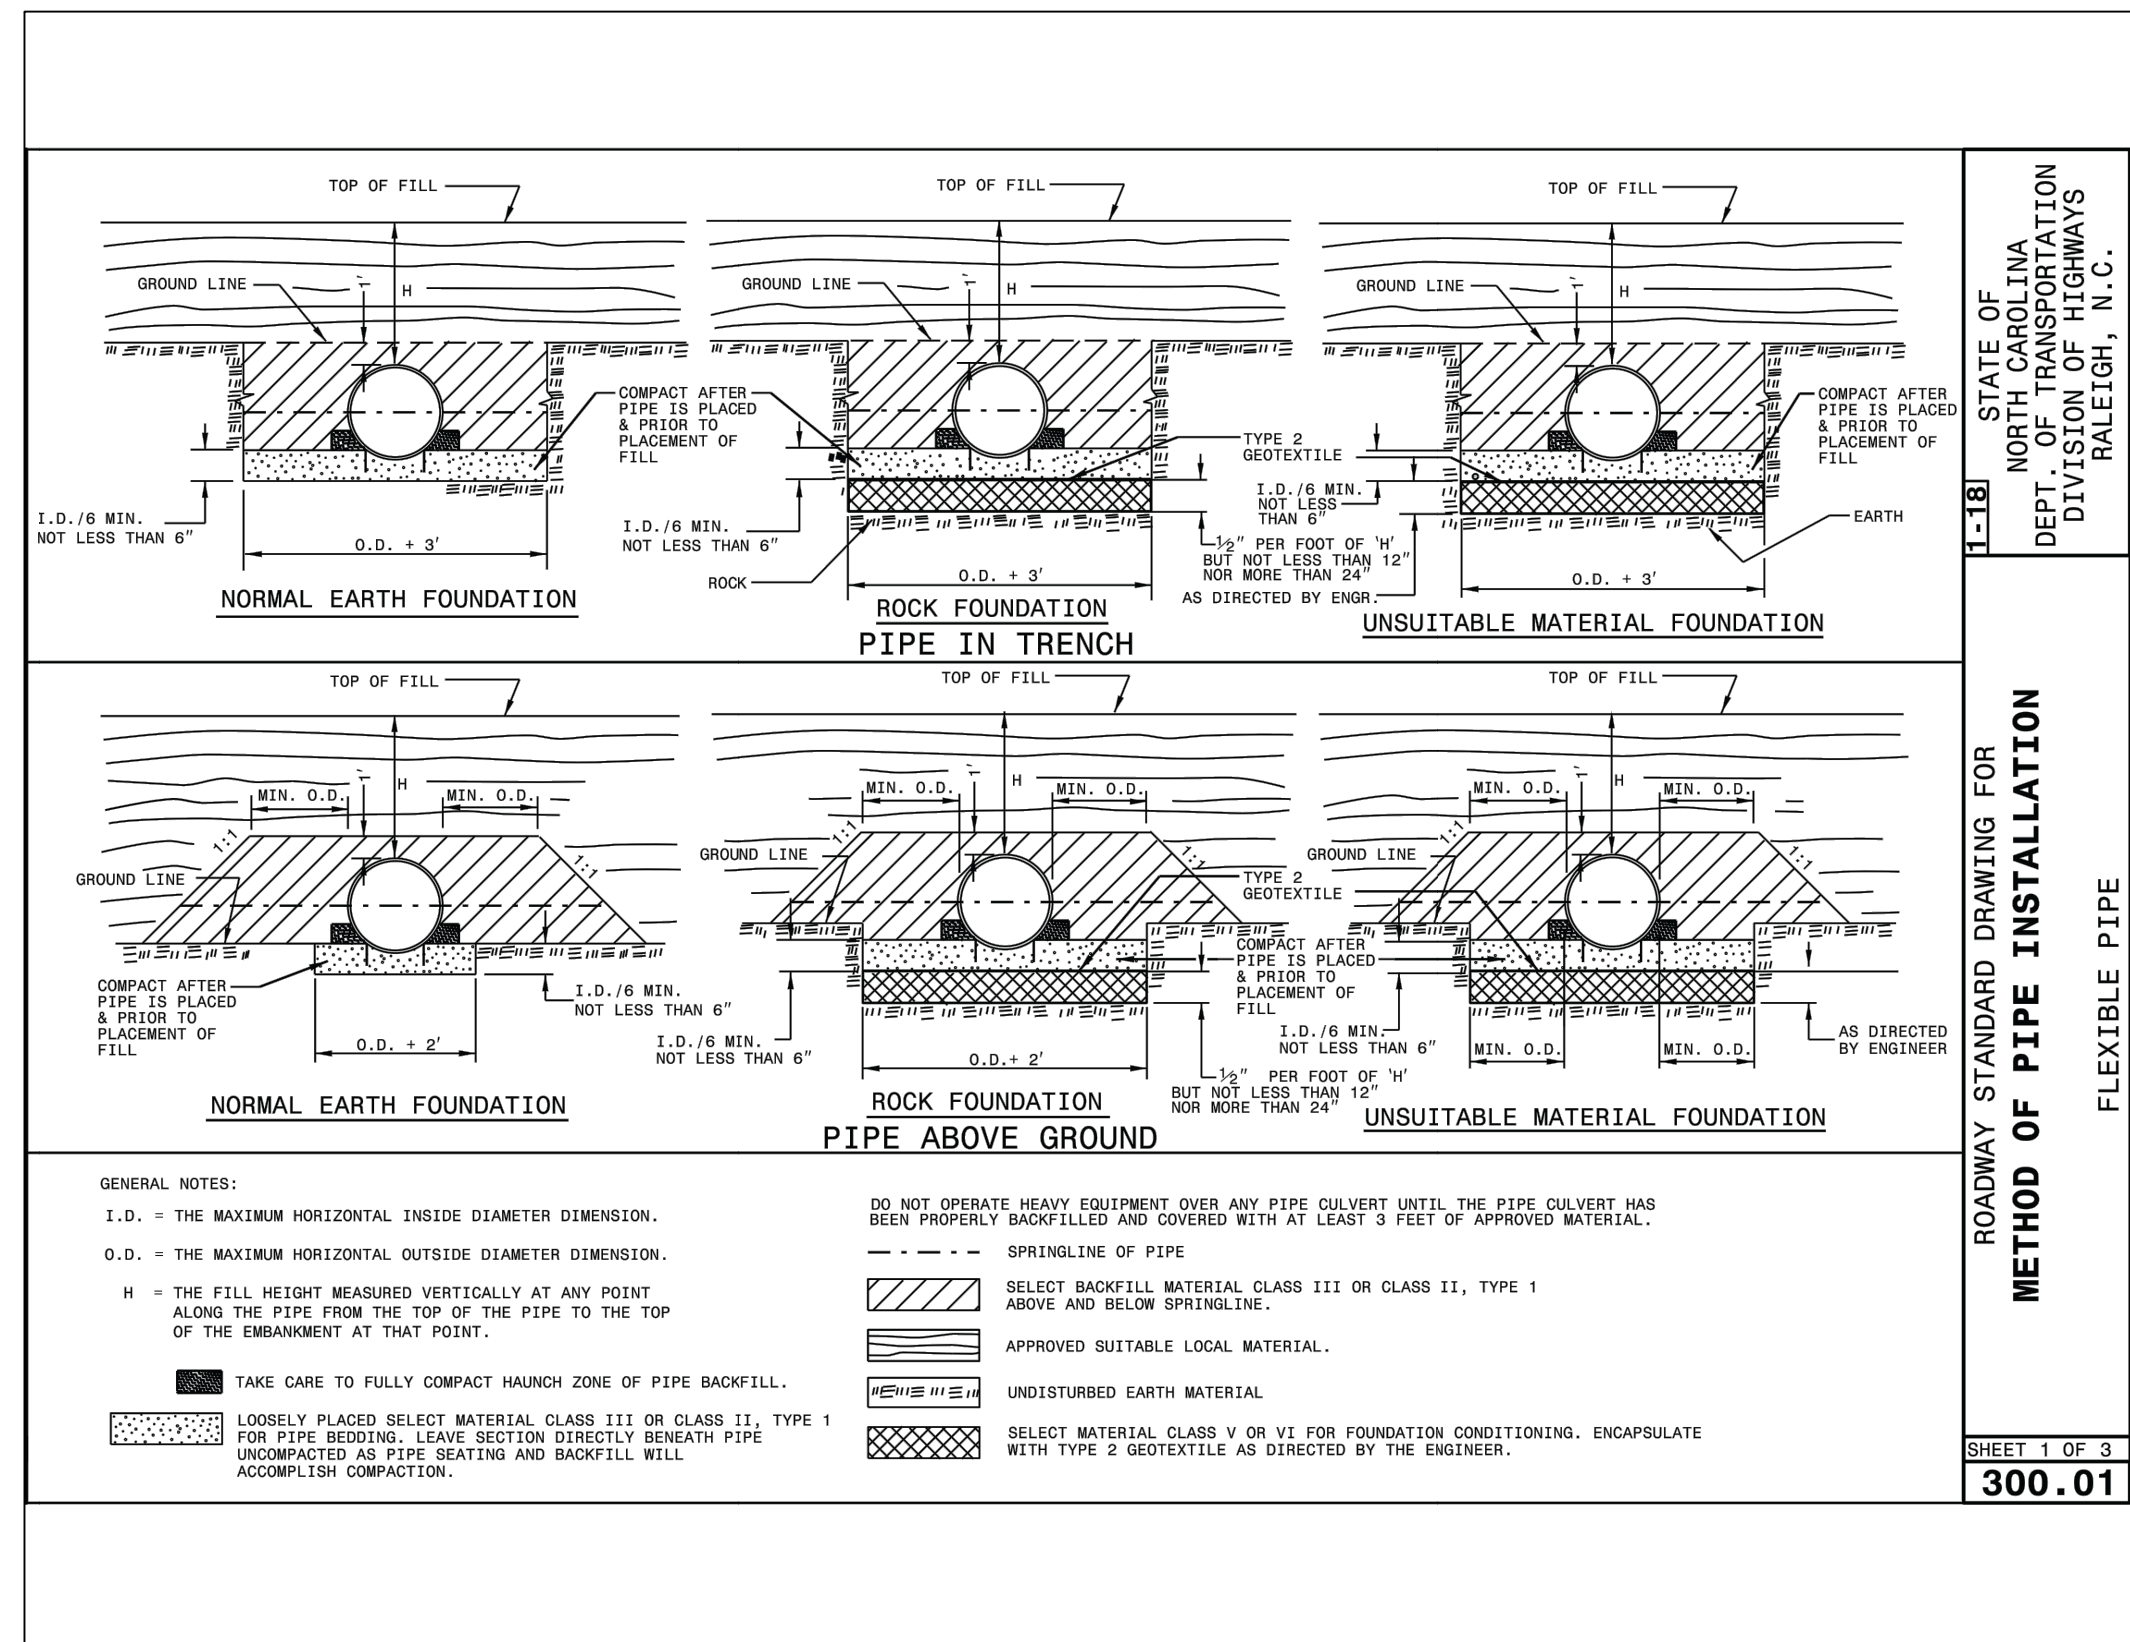 TOP OF FILL
GROUND LINE
1'
H
COMPACT AFTER
PIPE IS PLACED
& PRIOR TO
PLACEMENT OF
FILL
I.D./6 MIN.
NOT LESS THAN 6"
O.D. + 3'
NORMAL EARTH FOUNDATION
TOP OF FILL
GROUND LINE
1'
H
TYPE 2
GEOTEXTILE
I.D./6 MIN.
NOT LESS THAN 6"
ROCK
½" PER FOOT OF 'H'
BUT NOT LESS THAN 12"
NOR MORE THAN 24"
O.D. + 3'
ROCK FOUNDATION
TOP OF FILL
GROUND LINE
1'
H
COMPACT AFTER
PIPE IS PLACED
& PRIOR TO
PLACEMENT OF
FILL
I.D./6 MIN.
NOT LESS
THAN 6"
EARTH
AS DIRECTED BY ENGR.
O.D. + 3'
UNSUITABLE MATERIAL FOUNDATION
PIPE IN TRENCH
TOP OF FILL
1'
H
MIN. O.D.
MIN. O.D.
1:1
1:1
GROUND LINE
COMPACT AFTER
PIPE IS PLACED
& PRIOR TO
PLACEMENT OF
FILL
I.D./6 MIN.
NOT LESS THAN 6"
O.D. + 2'
NORMAL EARTH FOUNDATION
TOP OF FILL
1'
H
MIN. O.D.
MIN. O.D.
1:1
1:1
GROUND LINE
TYPE 2
GEOTEXTILE
COMPACT AFTER
PIPE IS PLACED
& PRIOR TO
PLACEMENT OF
FILL
I.D./6 MIN.
NOT LESS THAN 6"
O.D.+ 2'
½" PER FOOT OF 'H'
BUT NOT LESS THAN 12"
NOR MORE THAN 24"
ROCK FOUNDATION
TOP OF FILL
1'
H
MIN. O.D.
MIN. O.D.
1:1
1:1
GROUND LINE
I.D./6 MIN.
NOT LESS THAN 6"
MIN. O.D.
MIN. O.D.
AS DIRECTED
BY ENGINEER
UNSUITABLE MATERIAL FOUNDATION
PIPE ABOVE GROUND
GENERAL NOTES:
I.D. = THE MAXIMUM HORIZONTAL INSIDE DIAMETER DIMENSION.
O.D. = THE MAXIMUM HORIZONTAL OUTSIDE DIAMETER DIMENSION.
H = THE FILL HEIGHT MEASURED VERTICALLY AT ANY POINT
ALONG THE PIPE FROM THE TOP OF THE PIPE TO THE TOP
OF THE EMBANKMENT AT THAT POINT.
TAKE CARE TO FULLY COMPACT HAUNCH ZONE OF PIPE BACKFILL.
LOOSELY PLACED SELECT MATERIAL CLASS III OR CLASS II, TYPE 1
FOR PIPE BEDDING. LEAVE SECTION DIRECTLY BENEATH PIPE
UNCOMPACTED AS PIPE SEATING AND BACKFILL WILL
ACCOMPLISH COMPACTION.
DO NOT OPERATE HEAVY EQUIPMENT OVER ANY PIPE CULVERT UNTIL THE PIPE CULVERT HAS
BEEN PROPERLY BACKFILLED AND COVERED WITH AT LEAST 3 FEET OF APPROVED MATERIAL.
SPRINGLINE OF PIPE
SELECT BACKFILL MATERIAL CLASS III OR CLASS II, TYPE 1
ABOVE AND BELOW SPRINGLINE.
APPROVED SUITABLE LOCAL MATERIAL.
UNDISTURBED EARTH MATERIAL
SELECT MATERIAL CLASS V OR VI FOR FOUNDATION CONDITIONING. ENCAPSULATE
WITH TYPE 2 GEOTEXTILE AS DIRECTED BY THE ENGINEER.
1-18
STATE OF
NORTH CAROLINA
DEPT. OF TRANSPORTATION
DIVISION OF HIGHWAYS
RALEIGH, N.C.
ROADWAY STANDARD DRAWING FOR
METHOD OF PIPE INSTALLATION
FLEXIBLE PIPE
SHEET 1 OF 3
300.01